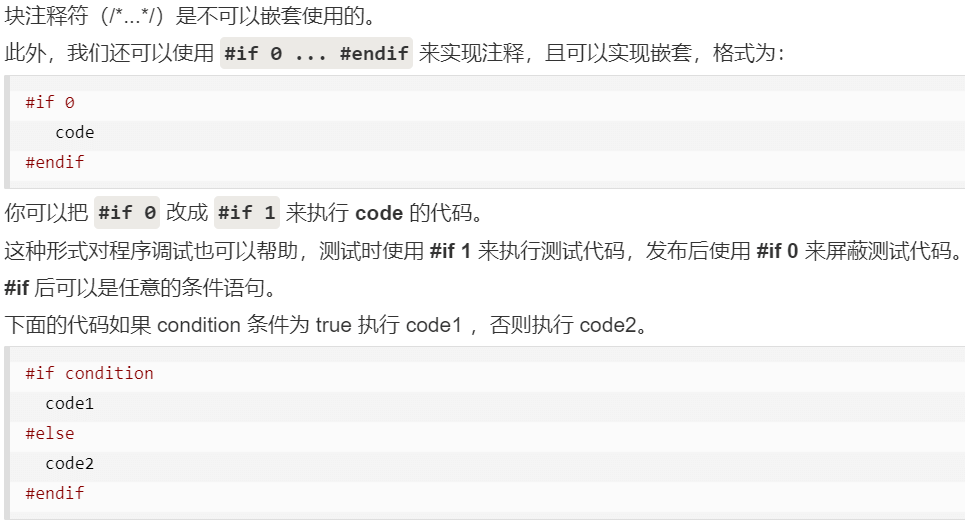 块注释符（/*...*/）是不可以嵌套使用的。
此外，我们还可以使用 #if 0 ... #endif 来实现注释，且可以实现嵌套，格式为：
#if 0
   code
#endif
你可以把 #if 0 改成 #if 1 来执行 code 的代码。
这种形式对程序调试也可以帮助，测试时使用 #if 1 来执行测试代码，发布后使用 #if 0 来屏蔽测试代码。
#if 后可以是任意的条件语句。
下面的代码如果 condition 条件为 true 执行 code1 ，否则执行 code2。
#if condition
  code1
#else
  code2
#endif